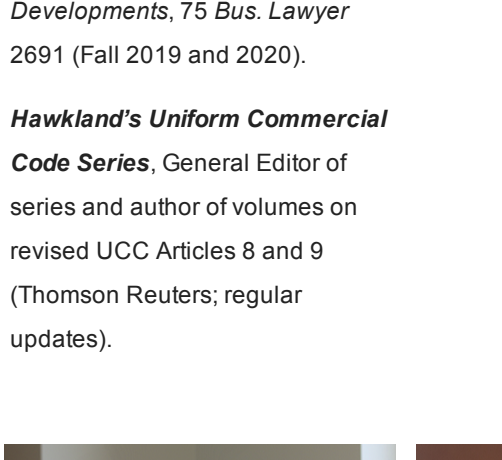 Developments, 75 Bus. Lawyer
2691 (Fall 2019 and 2020).
Hawkland’s Uniform Commercial
Code Series, General Editor of
series and author of volumes on
revised UCC Articles 8 and 9
(Thomson Reuters; regular
updates).